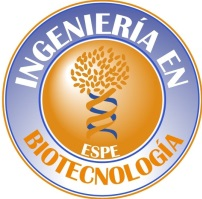 INGENIERÍA EN
ESPE
BIOTECNOLOGÍA